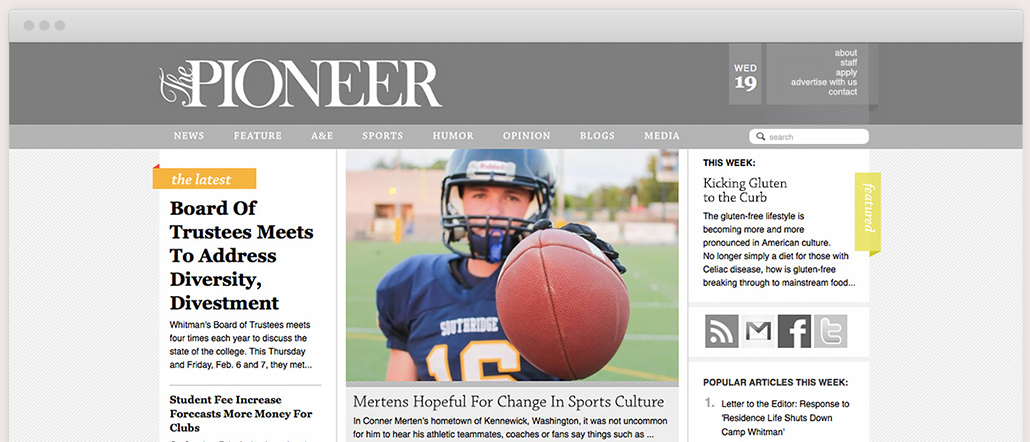 The PIONEER
WED
19
about
staff
apply
advertise with us
contact
NEWS FEATURE A&E SPORTS HUMOR OPINION BLOGS MEDIA
search
the latest
Board Of
Trustees Meets
To Address
Diversity,
Divestment
Whitman's Board of Trustees meets
four times each year to discuss the
state of the college. This Thursday
and Friday, Feb. 6 and 7, they met...
Student Fee Increase
Forecasts More Money For
Clubs
Riddell
SOUTHRIDGE
16
Mertens Hopeful For Change In Sports Culture
In Conner Merten's hometown of Kennewick, Washington, it was not uncommon
for him to hear his athletic teammates, coaches or fans say things such as ...
THIS WEEK:
Kicking Gluten
to the Curb
featured
The gluten-free lifestyle is
becoming more and more
pronounced in American culture.
No longer simply a diet for those with
Celiac disease, how is gluten-free
breaking through to mainstream food...
POPULAR ARTICLES THIS WEEK:
1. Letter to the Editor: Response to
'Residence Life Shuts Down
Camp Whitman'